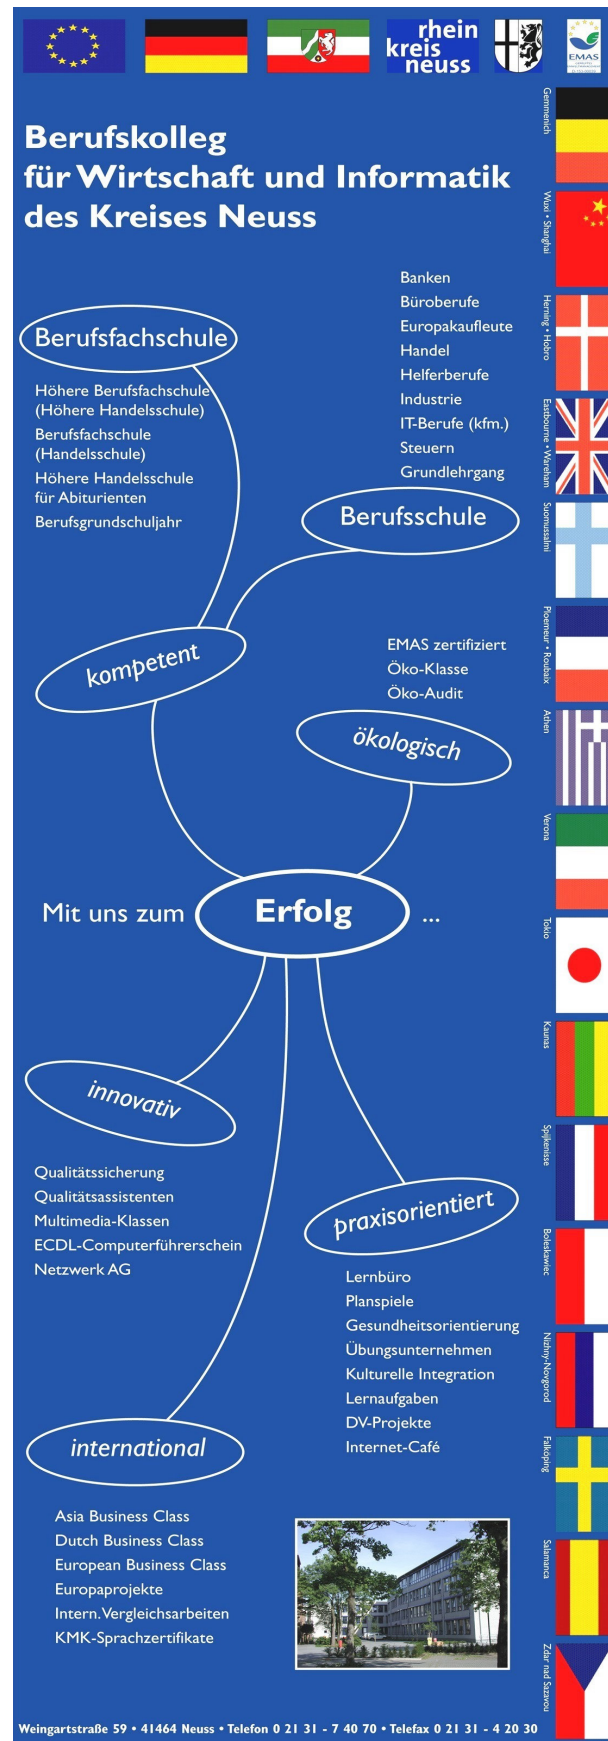 rhein
kreis
neuss
EMAS
Berufskolleg
für Wirtschaft und Informatik
des Kreises Neuss
Banken
Büroberufe
Europakaufleute
Handel
Helferberufe
Industrie
IT-Berufe (kfm.)
Steuern
Grundlehrgang
Berufsfachschule
Höhere Berufsfachschule
(Höhere Handelsschule)
Berufsfachschule
(Handelsschule)
Höhere Handelsschule
für Abiturienten
Berufsgrundschuljahr
Berufsschule
kompetent
EMAS zertifiziert
Öko-Klasse
Öko-Audit
ökologisch
Mit uns zum Erfolg ...
innovativ
Qualitätssicherung
Qualitätsassistenten
Multimedia-Klassen
ECDL-Computerführerschein
Netzwerk AG
praxisorientiert
Lernbüro
Planspiele
Gesundheitsorientierung
Übungsunternehmen
Kulturelle Integration
Lernaufgaben
DV-Projekte
Internet-Café
international
Asia Business Class
Dutch Business Class
European Business Class
Europaprojekte
Intern.Vergleichsarbeiten
KMK-Sprachzertifikate
Gemmenich
Wuxi • Shanghai
Herning • Hobro
Eastbourne • Wareham
Suomussalmi
Ploemeur • Roubaix
Athen
Verona
Tokio
Kaunas
Spijkenisse
Boleskawiec
Nizhny-Novgorod
Falköping
Salamanca
Zdar nad Sazavou
Weingartstraße 59 • 41464 Neuss • Telefon 0 21 31 - 7 40 70 • Telefax 0 21 31 - 4 20 30